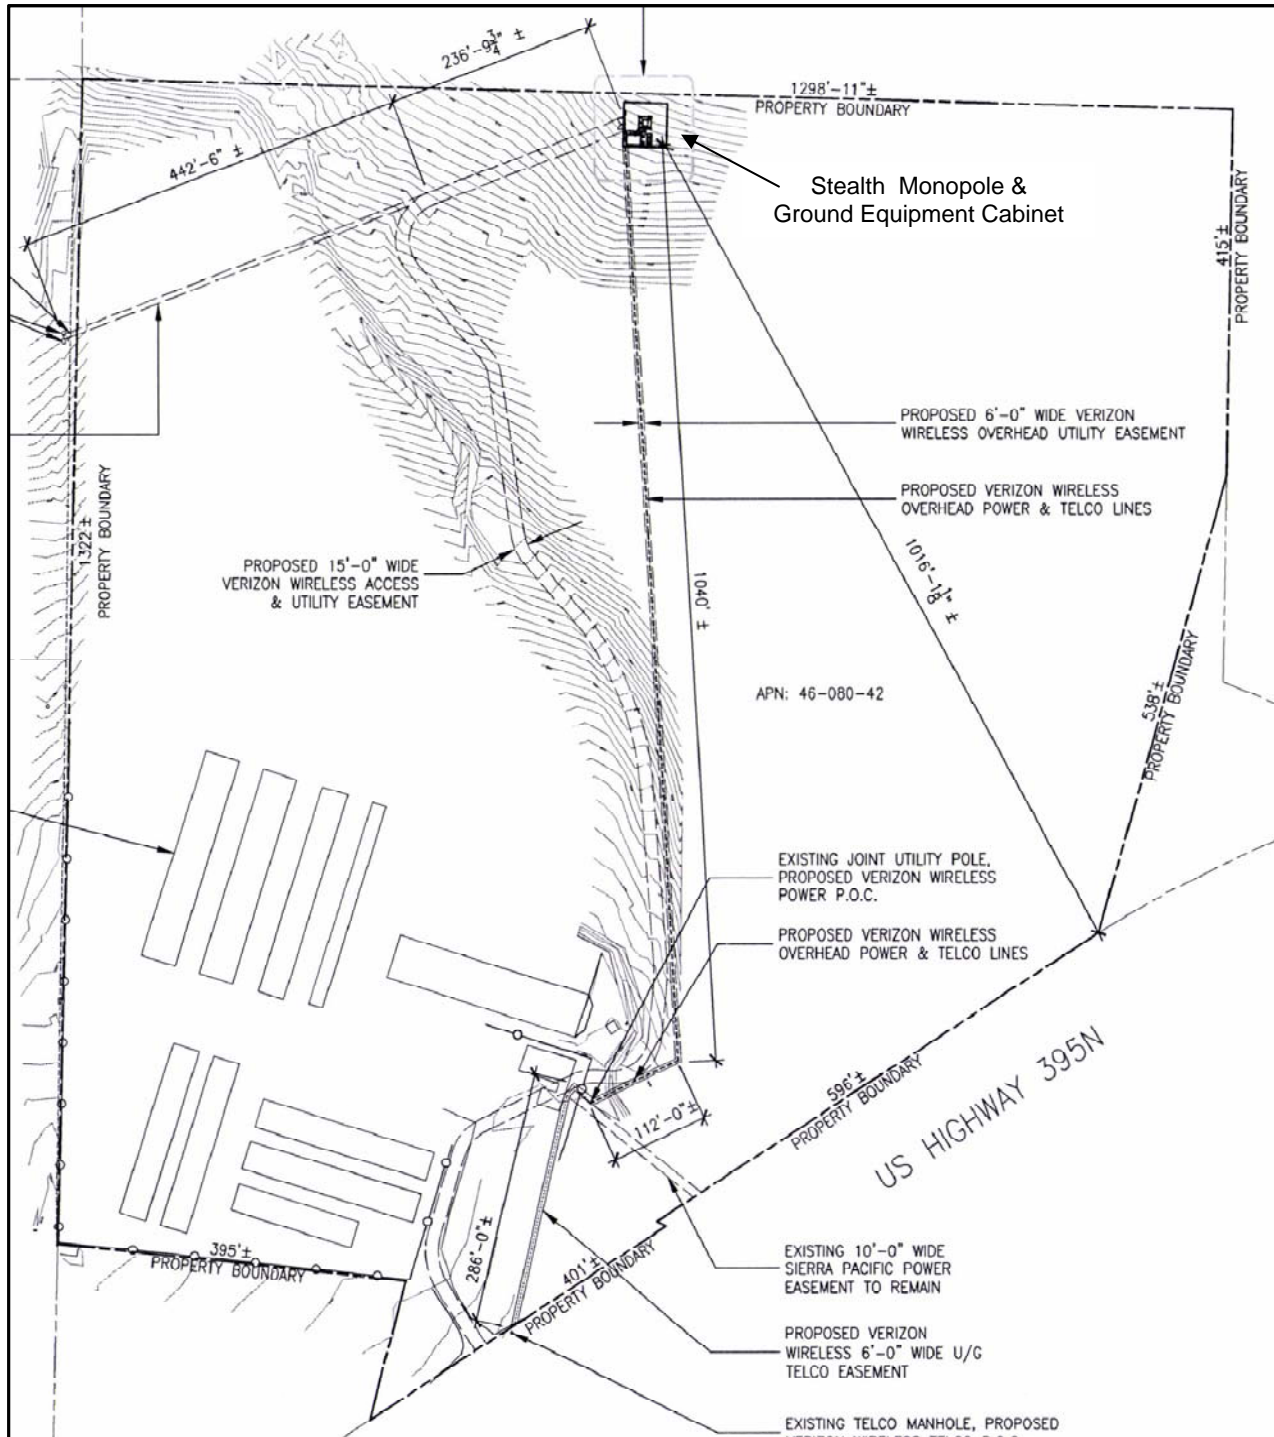 236'-9 3/4" ±
1298'-11"±
PROPERTY BOUNDARY
442'-6" ±
Stealth Monopole &
Ground Equipment Cabinet
415'±
PROPERTY BOUNDARY
PROPOSED 6'-0" WIDE VERIZON
WIRELESS OVERHEAD UTILITY EASEMENT
PROPOSED VERIZON WIRELESS
OVERHEAD POWER & TELCO LINES
1322'±
PROPERTY BOUNDARY
PROPOSED 15'-0" WIDE
VERIZON WIRELESS ACCESS
& UTILITY EASEMENT
1040' ±
1016'-1 1/8" ±
APN: 46-080-42
538'±
PROPERTY BOUNDARY
EXISTING JOINT UTILITY POLE,
PROPOSED VERIZON WIRELESS
POWER P.O.C.
PROPOSED VERIZON WIRELESS
OVERHEAD POWER & TELCO LINES
596'±
PROPERTY BOUNDARY
US HIGHWAY 395N
112'-0"±
286'-0"±
395'±
PROPERTY BOUNDARY
401'±
PROPERTY BOUNDARY
EXISTING 10'-0" WIDE
SIERRA PACIFIC POWER
EASEMENT TO REMAIN
PROPOSED VERIZON
WIRELESS 6'-0" WIDE U/G
TELCO EASEMENT
EXISTING TELCO MANHOLE, PROPOSED